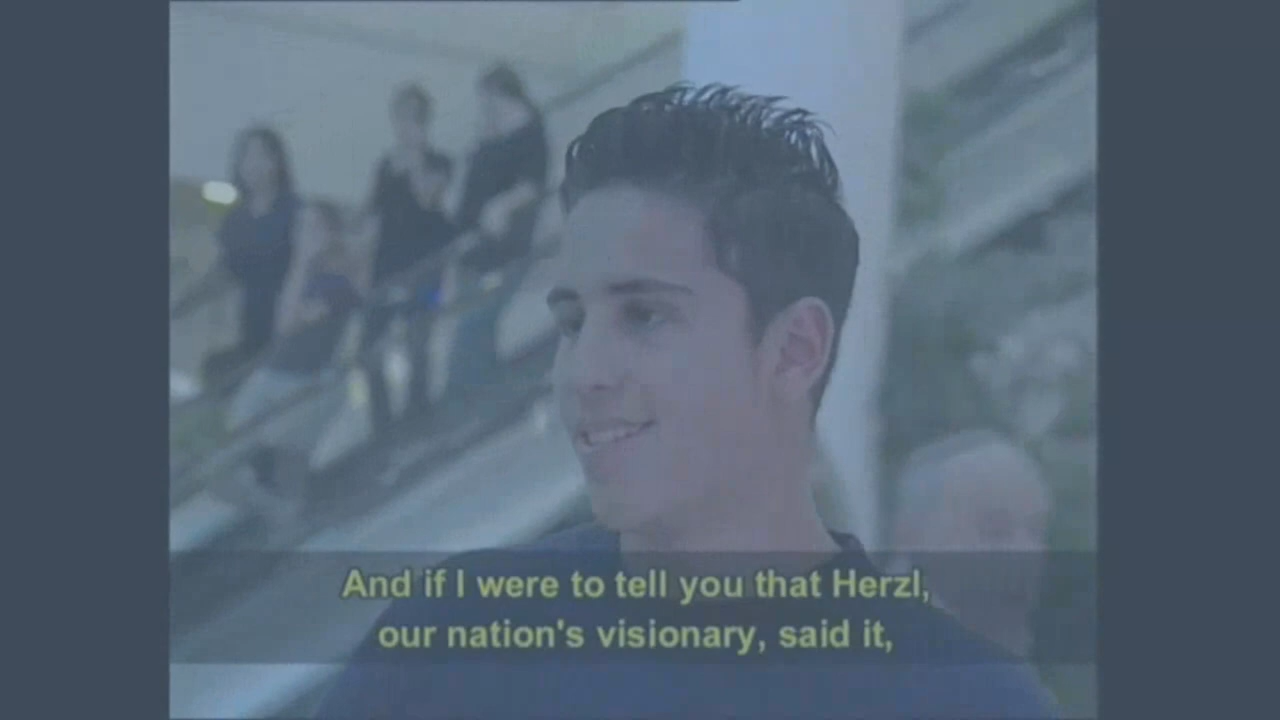 And if I were to tell you that Herzl,
our nation's visionary, said it,